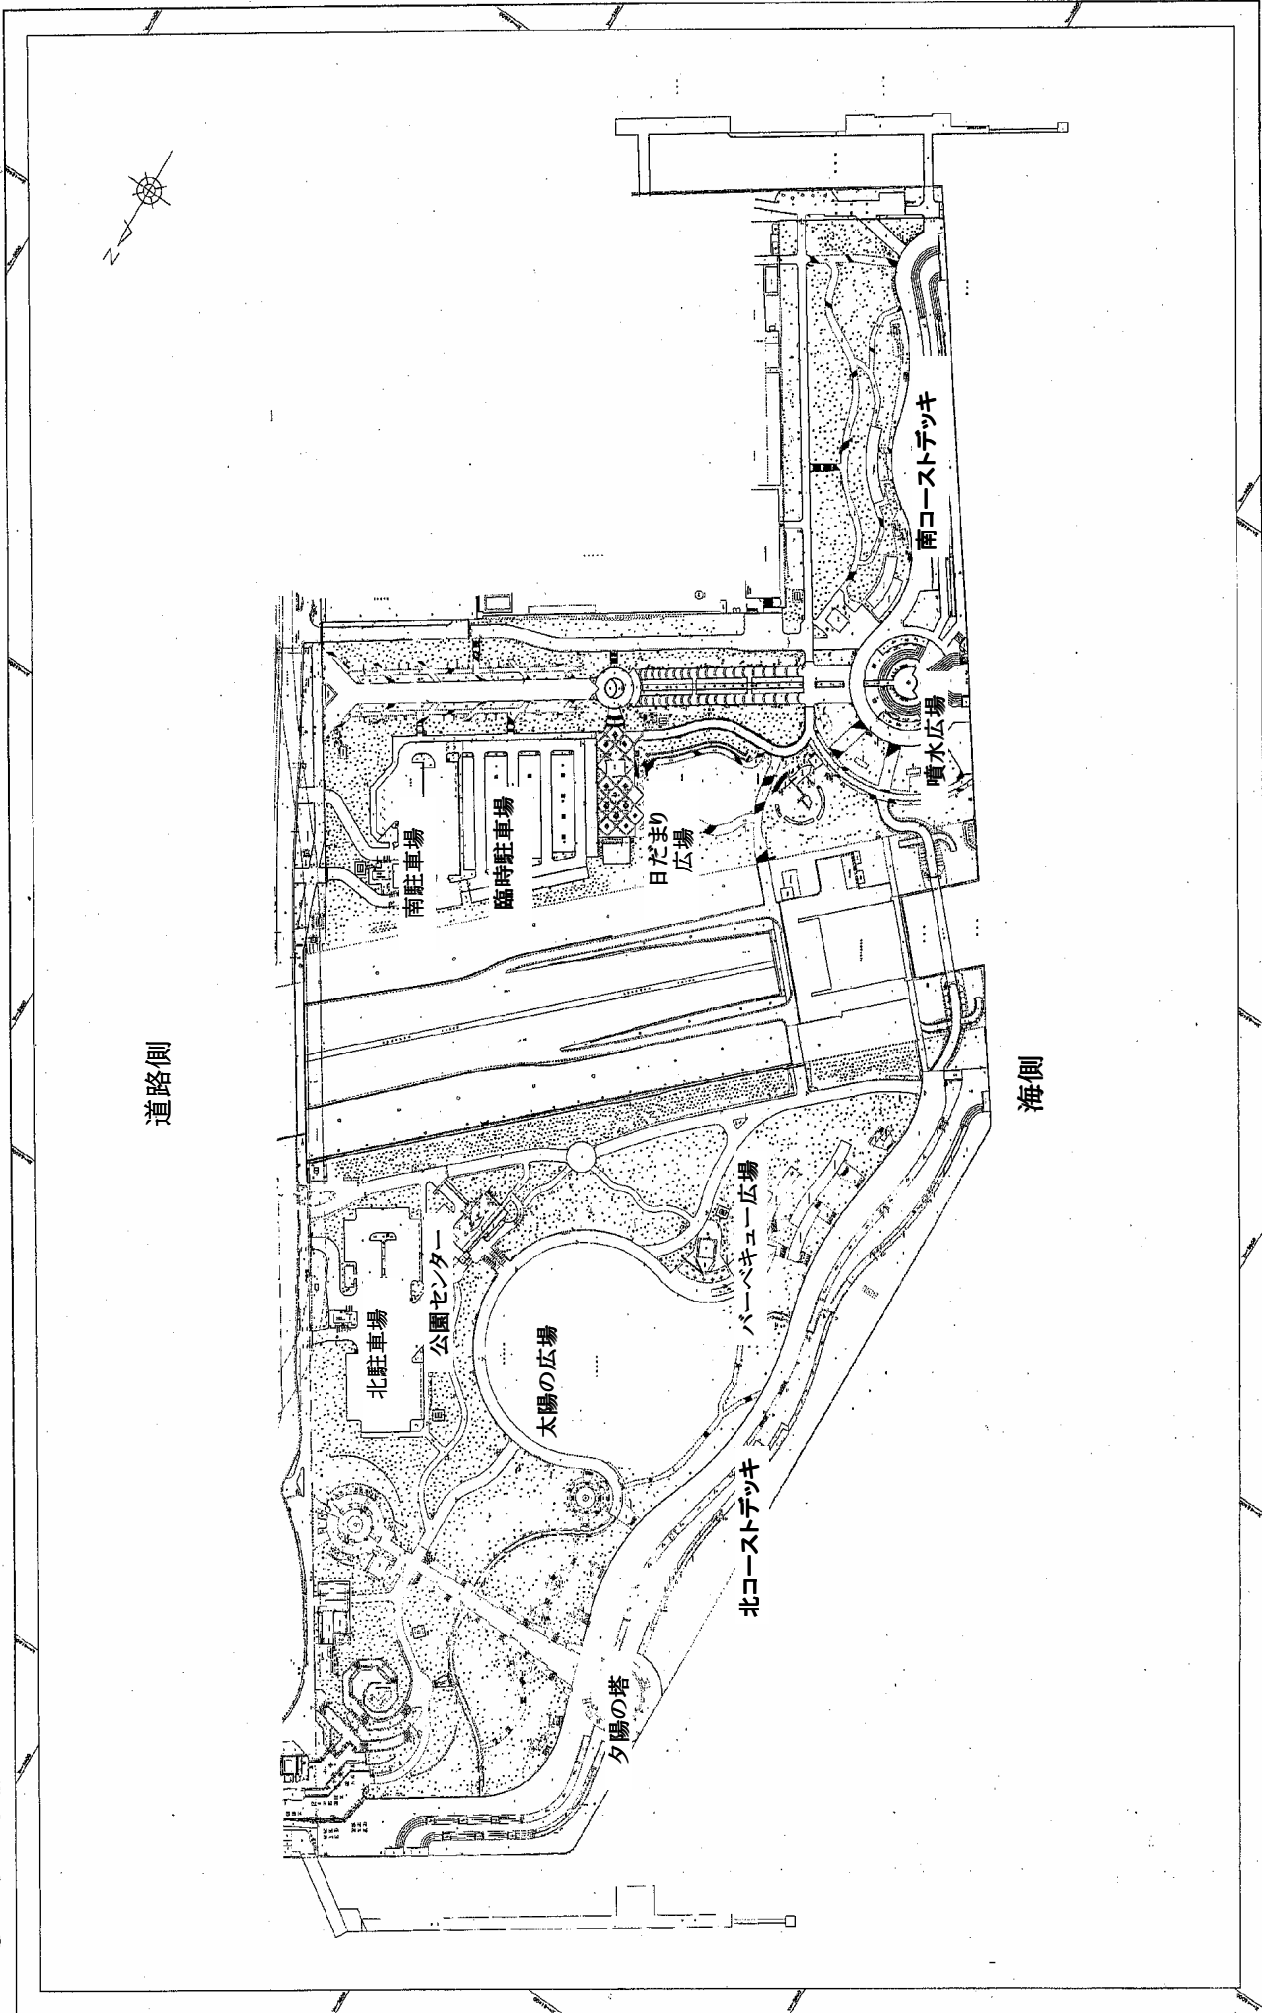 道路側
海側
北駐車場
公園センター
太陽の広場
バーベキュー広場
北コーストデッキ
夕陽の塔
南駐車場
臨時駐車場
日だまり
広場
噴水広場
南コーストデッキ
N